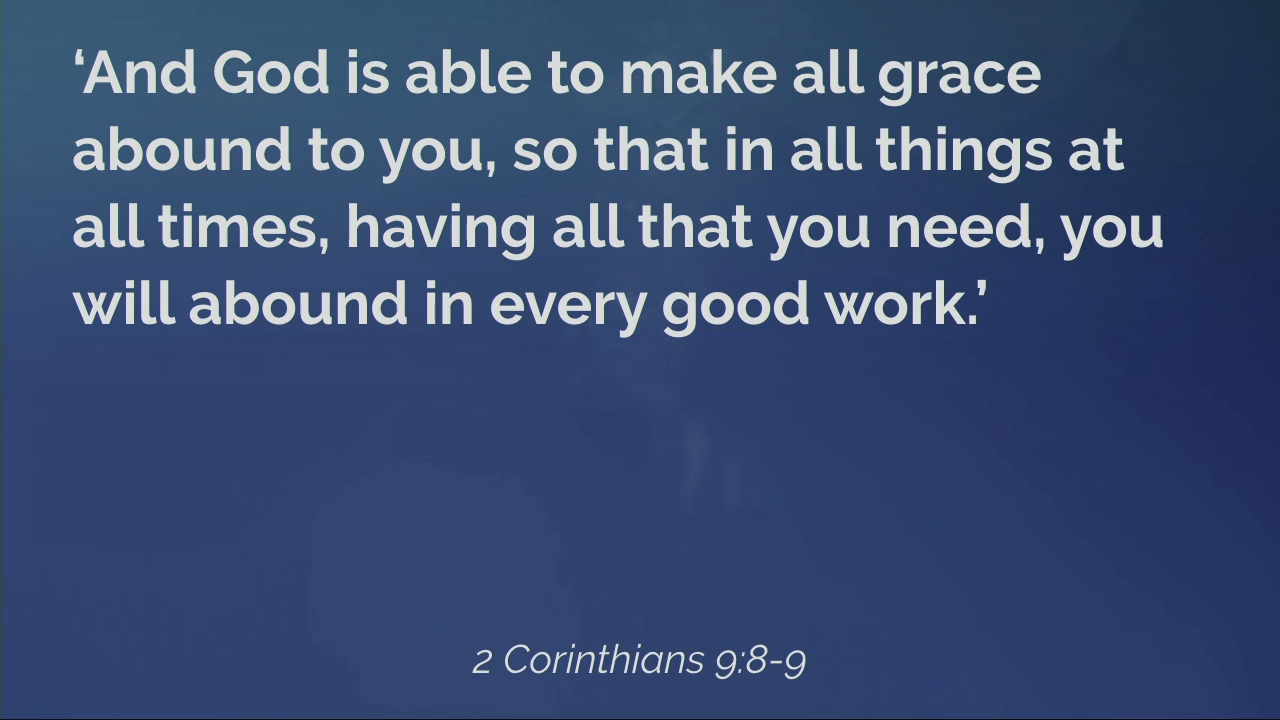 ‘And God is able to make all grace
abound to you, so that in all things at
all times, having all that you need, you
will abound in every good work.’
2 Corinthians 9:8-9